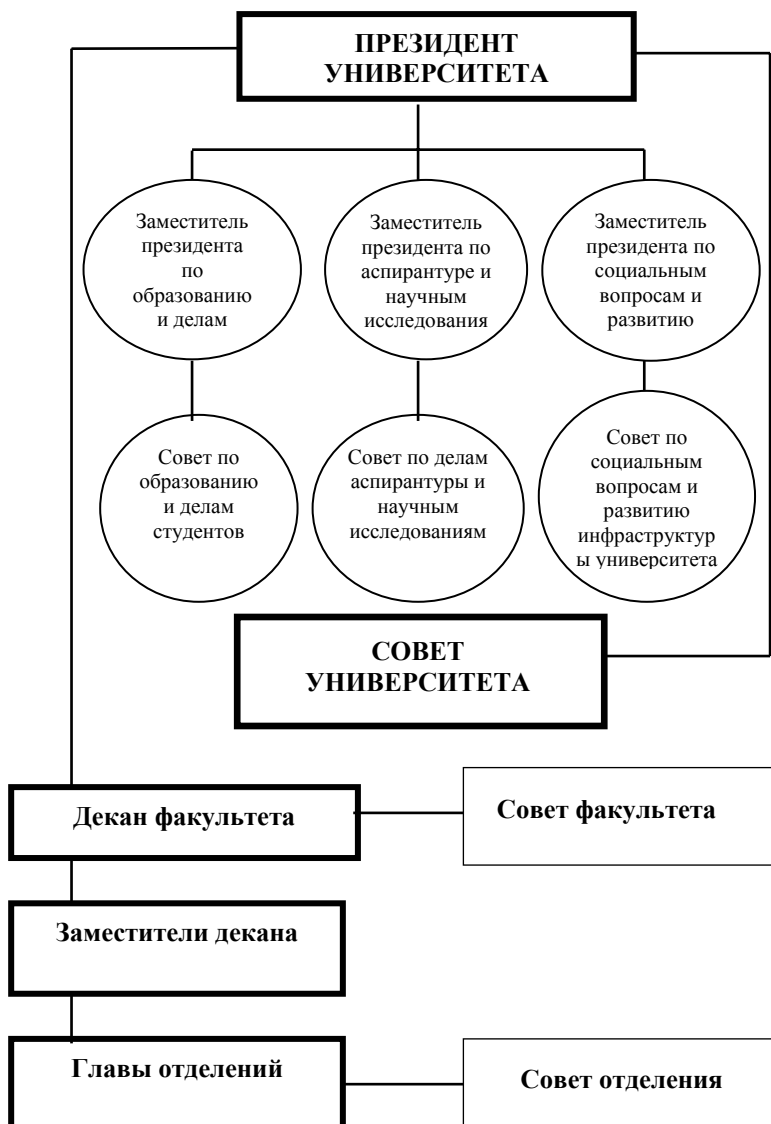 ПРЕЗИДЕНТ
УНИВЕРСИТЕТА
Заместитель
президента
по
образованию
и делам
Заместитель
президента по
аспирантуре и
научным
исследования
Заместитель
президента по
социальным
вопросам и
развитию
Совет по
образованию
и делам
студентов
Совет по делам
аспирантуры и
научным
исследованиям
Совет по
социальным
вопросам и
развитию
инфраструктур
ы университета
СОВЕТ
УНИВЕРСИТЕТА
Декан факультета
Совет факультета
Заместители декана
Главы отделений
Совет отделения